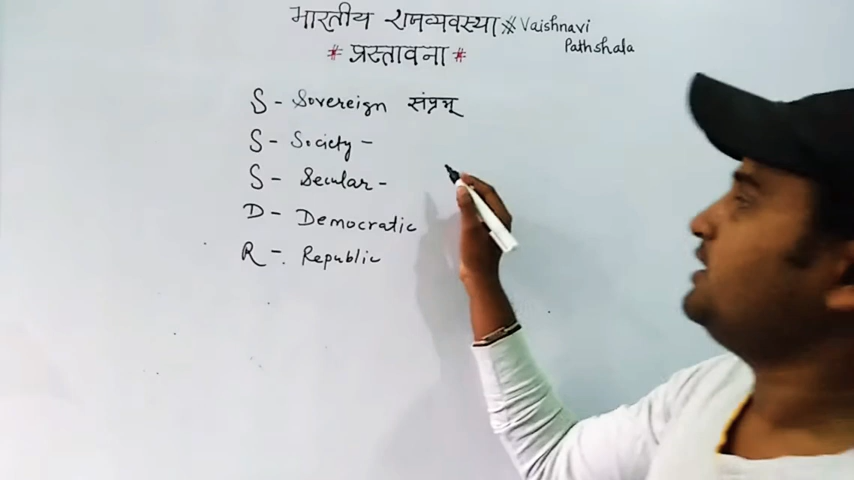 भारतीय राजव्यवस्था # Vaishnavi Pathshala
# प्रस्तावना #
S - Sovereign संप्रभू
S - Society -
S - Secular -
D - Democratic
R - Republic